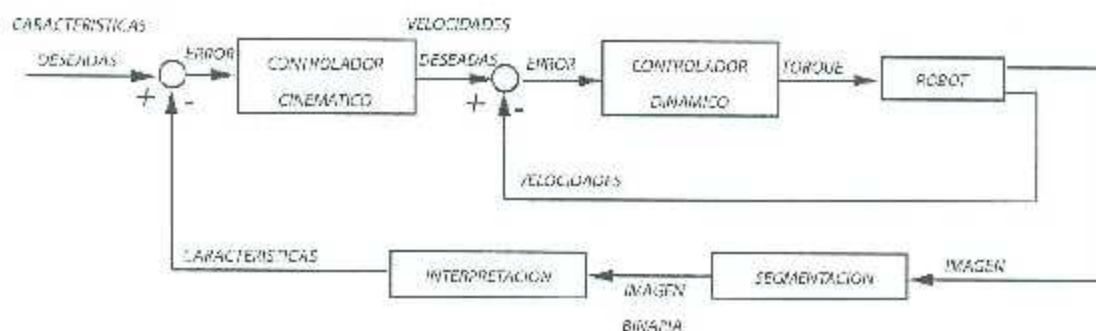 CARACTERISTICAS
DESEADAS
+
-
ERROR
CONTROLADOR
CINEMATICO
VELOCIDADES
DESEADAS
+
-
ERROR
CONTROLADOR
DINAMICO
TORQUE
ROBOT
VELOCIDADES
CARACTERISTICAS
INTERPRETACION
IMAGEN
BINARIA
SEGMENTACION
IMAGEN